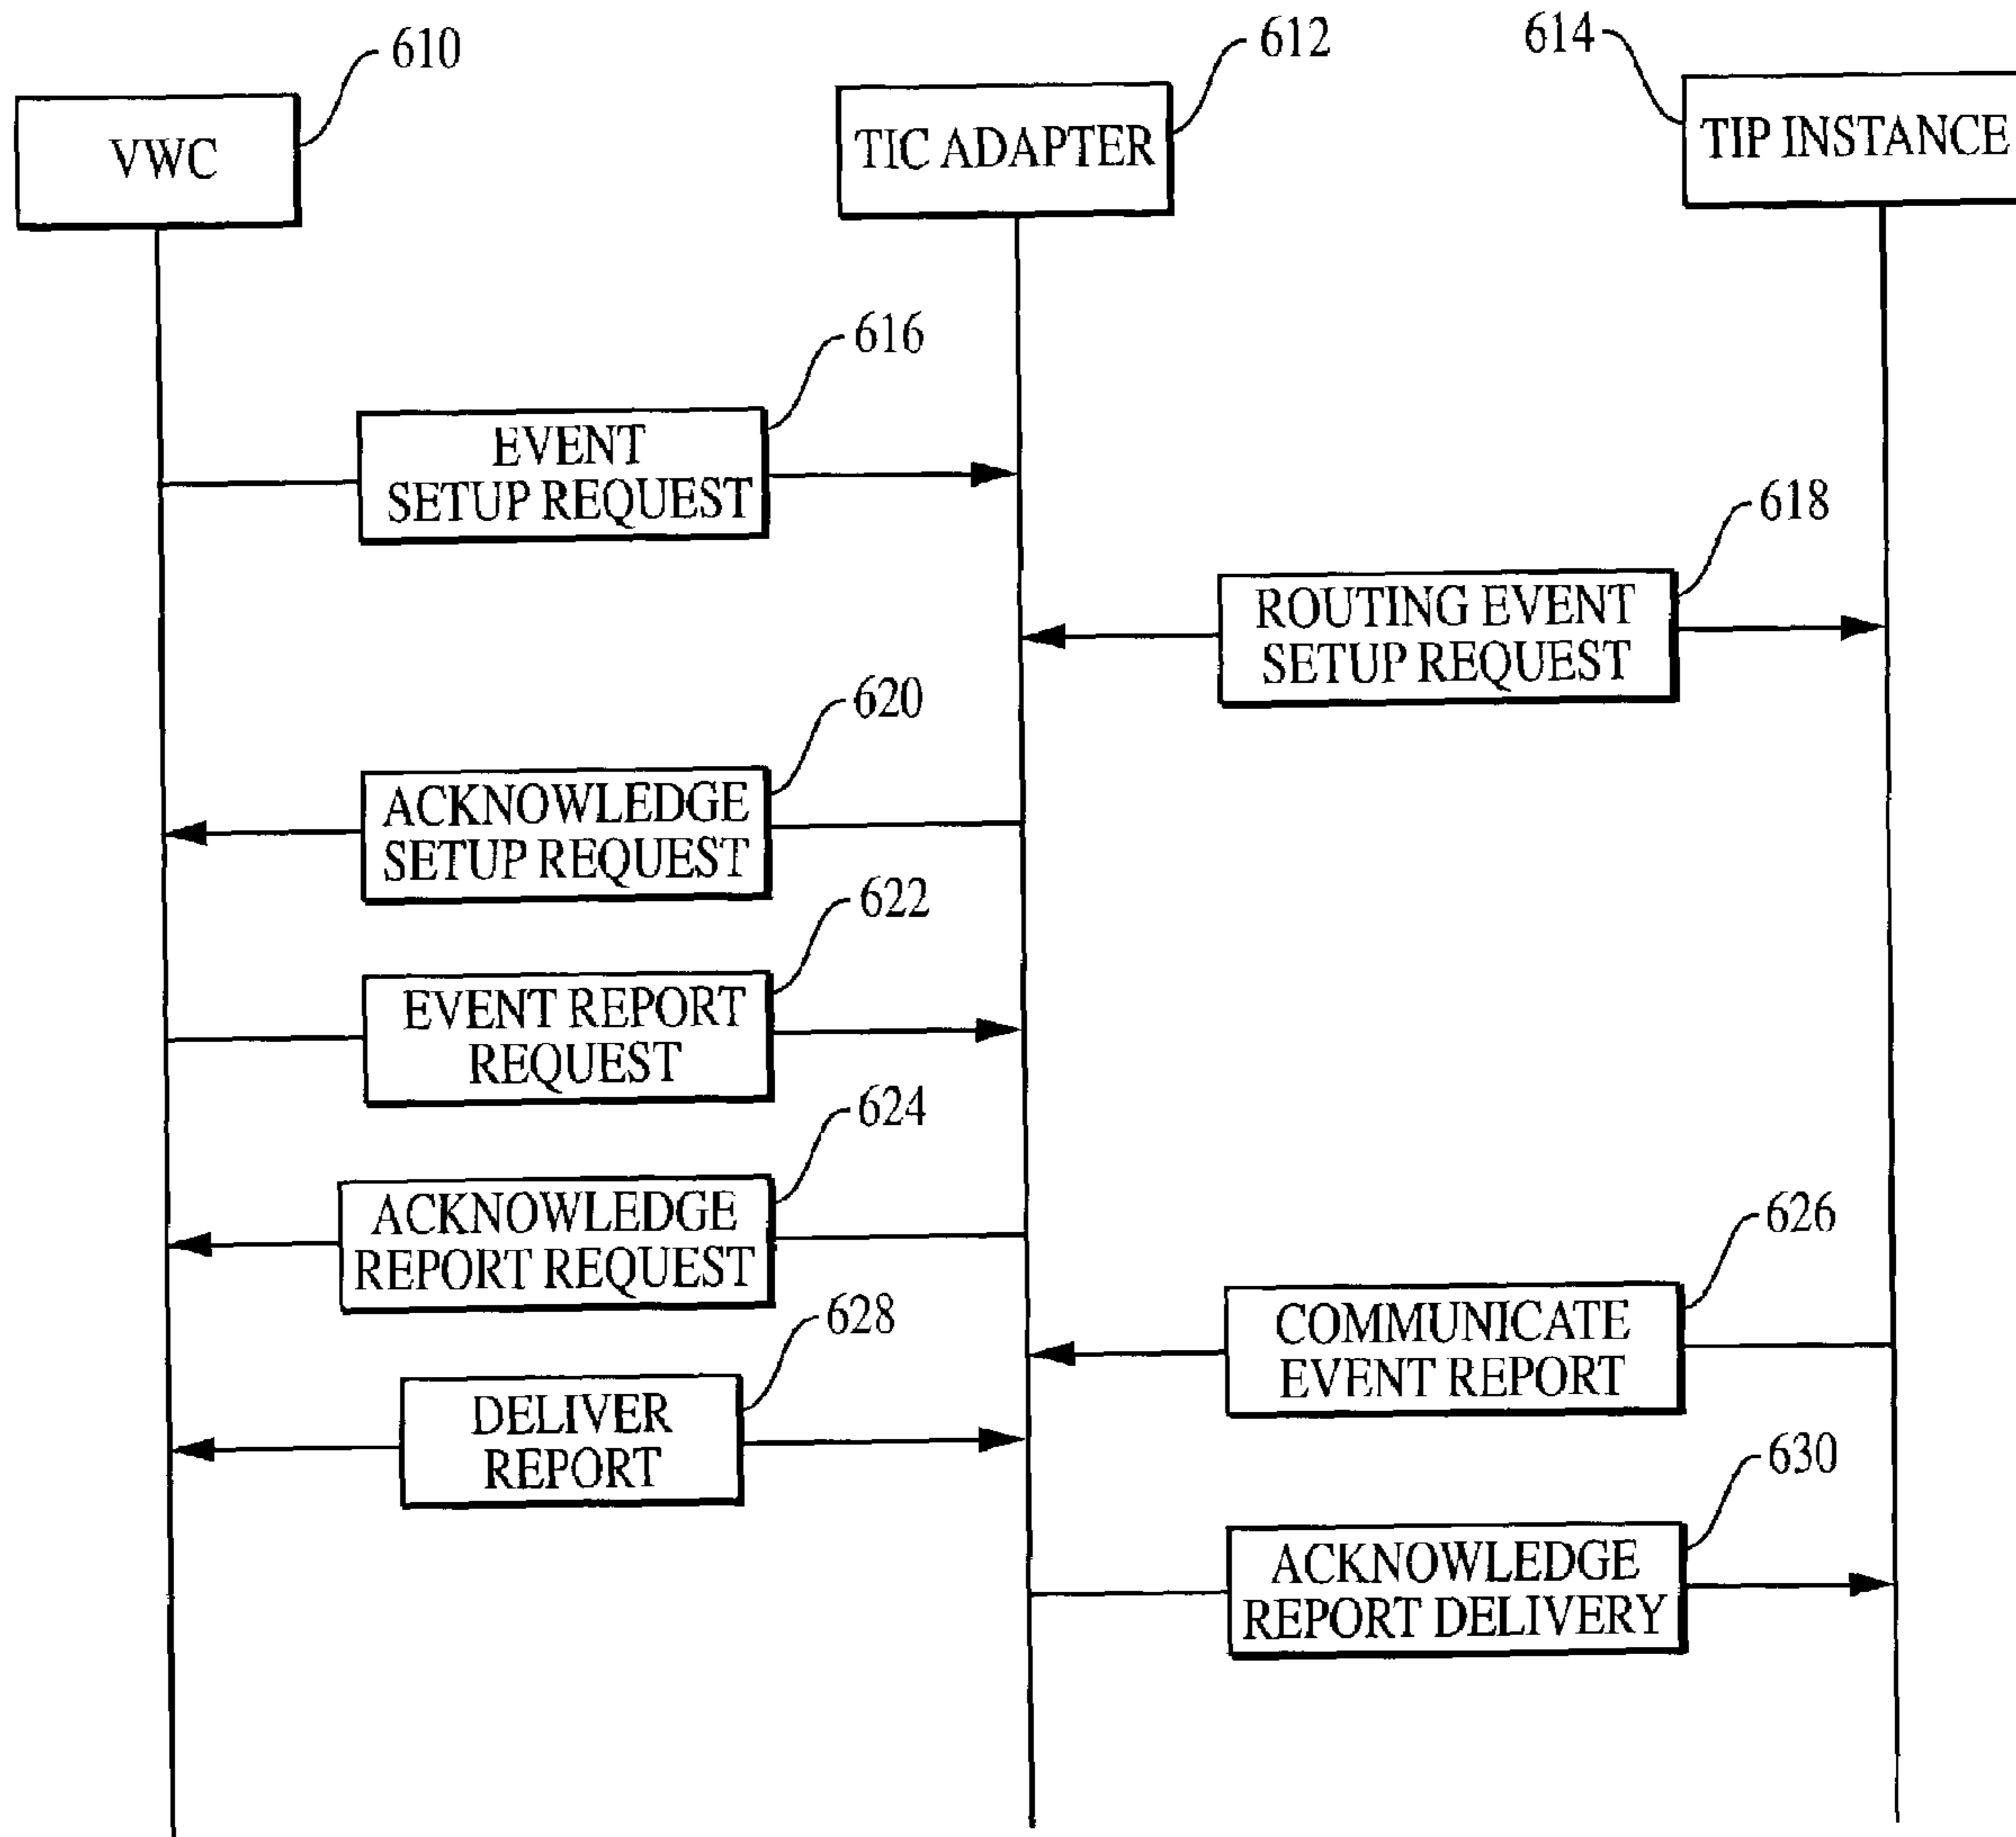 610
612
614
VWC
TIC ADAPTER
TIP INSTANCE
616
EVENT
SETUP REQUEST
618
ROUTING EVENT
SETUP REQUEST
620
ACKNOWLEDGE
SETUP REQUEST
622
EVENT REPORT
REQUEST
624
ACKNOWLEDGE
REPORT REQUEST
626
COMMUNICATE
EVENT REPORT
628
DELIVER
REPORT
630
ACKNOWLEDGE
REPORT DELIVERY